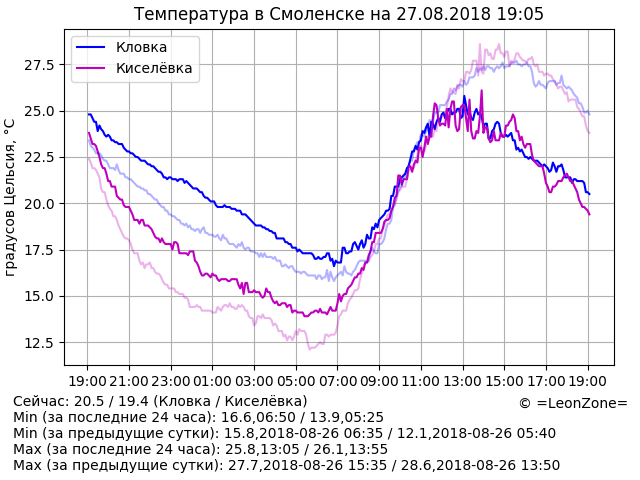 Температура в Смоленске на 27.08.2018 19:05
Кловка
Киселёвка
градусов Цельсия, °C
27.5
25.0
22.5
20.0
17.5
15.0
12.5
19:00 21:00 23:00 01:00 03:00 05:00 07:00 09:00 11:00 13:00 15:00 17:00 19:00
Сейчас: 20.5 / 19.4 (Кловка / Киселёвка)
© =LeonZone=
Min (за последние 24 часа): 16.6,06:50 / 13.9,05:25
Min (за предыдущие сутки): 15.8,2018-08-26 06:35 / 12.1,2018-08-26 05:40
Max (за последние 24 часа): 25.8,13:05 / 26.1,13:55
Max (за предыдущие сутки): 27.7,2018-08-26 15:35 / 28.6,2018-08-26 13:50